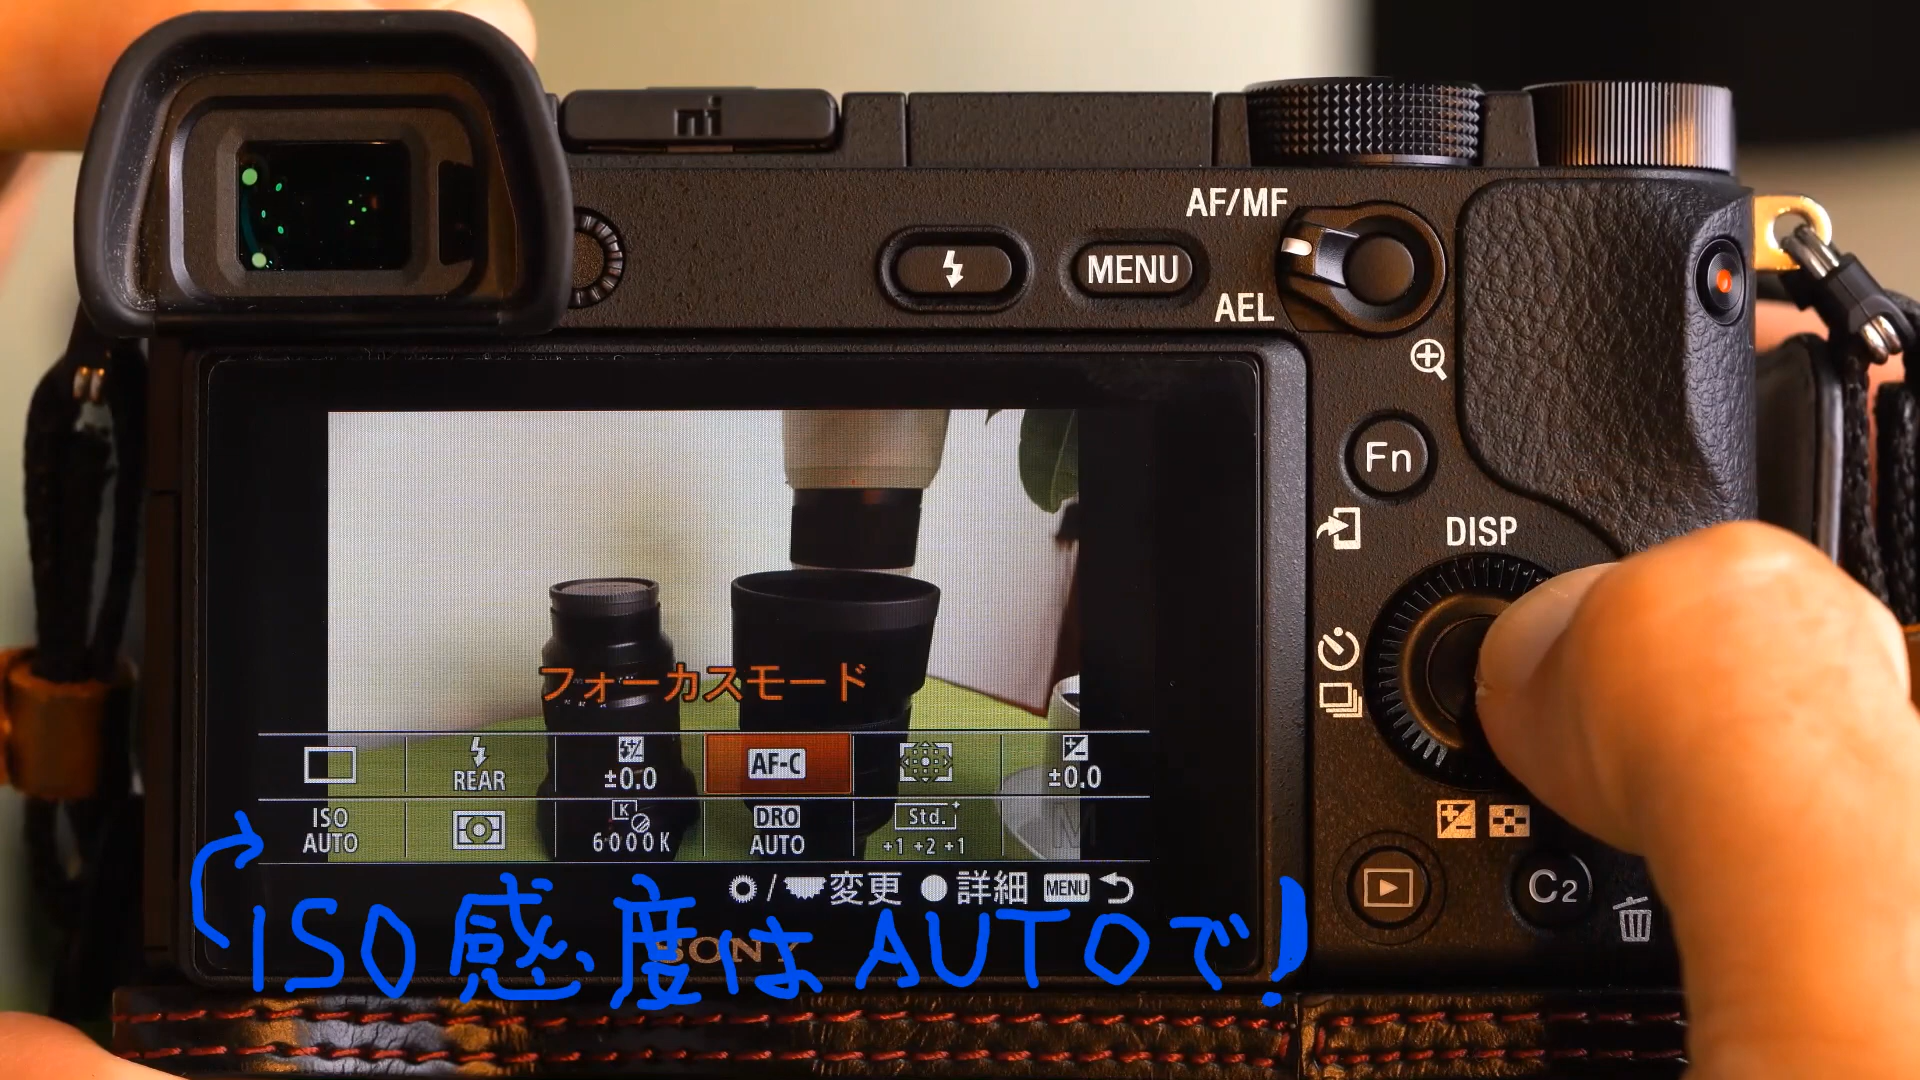 AF/MF
MENU
AEL
Fn
DISP
フォーカスモード
REAR
±0.0
AF-C
±0.0
ISO
AUTO
K
6000K
DRO
AUTO
Std.
+1 +2 +1
M
/ 変更 詳細 MENU
C2
ISO感度はAUTOで!
SONY